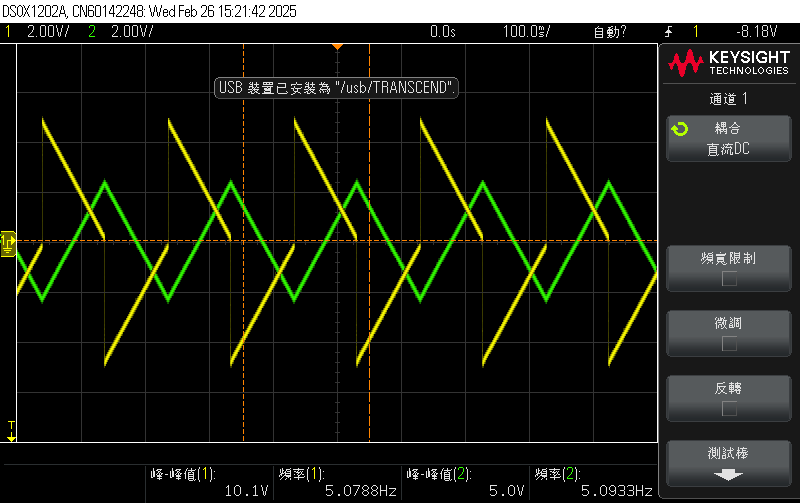 DSOX1202A, CN60142248: Wed Feb 26 15:21:42 2025
1 2.00V/ 2 2.00V/ 0.0s 100.0ms/ 自動? 1 -8.18V
KEYSIGHT
TECHNOLOGIES
USB 裝置已安裝為 "/usb/TRANSCEND".
通道 1
耦合
直流DC
頻寬限制
微調
反轉
測試棒
T
峰-峰值(1): 頻率(1): 峰-峰值(2): 頻率(2):
10.1V 5.0788Hz 5.0V 5.0933Hz